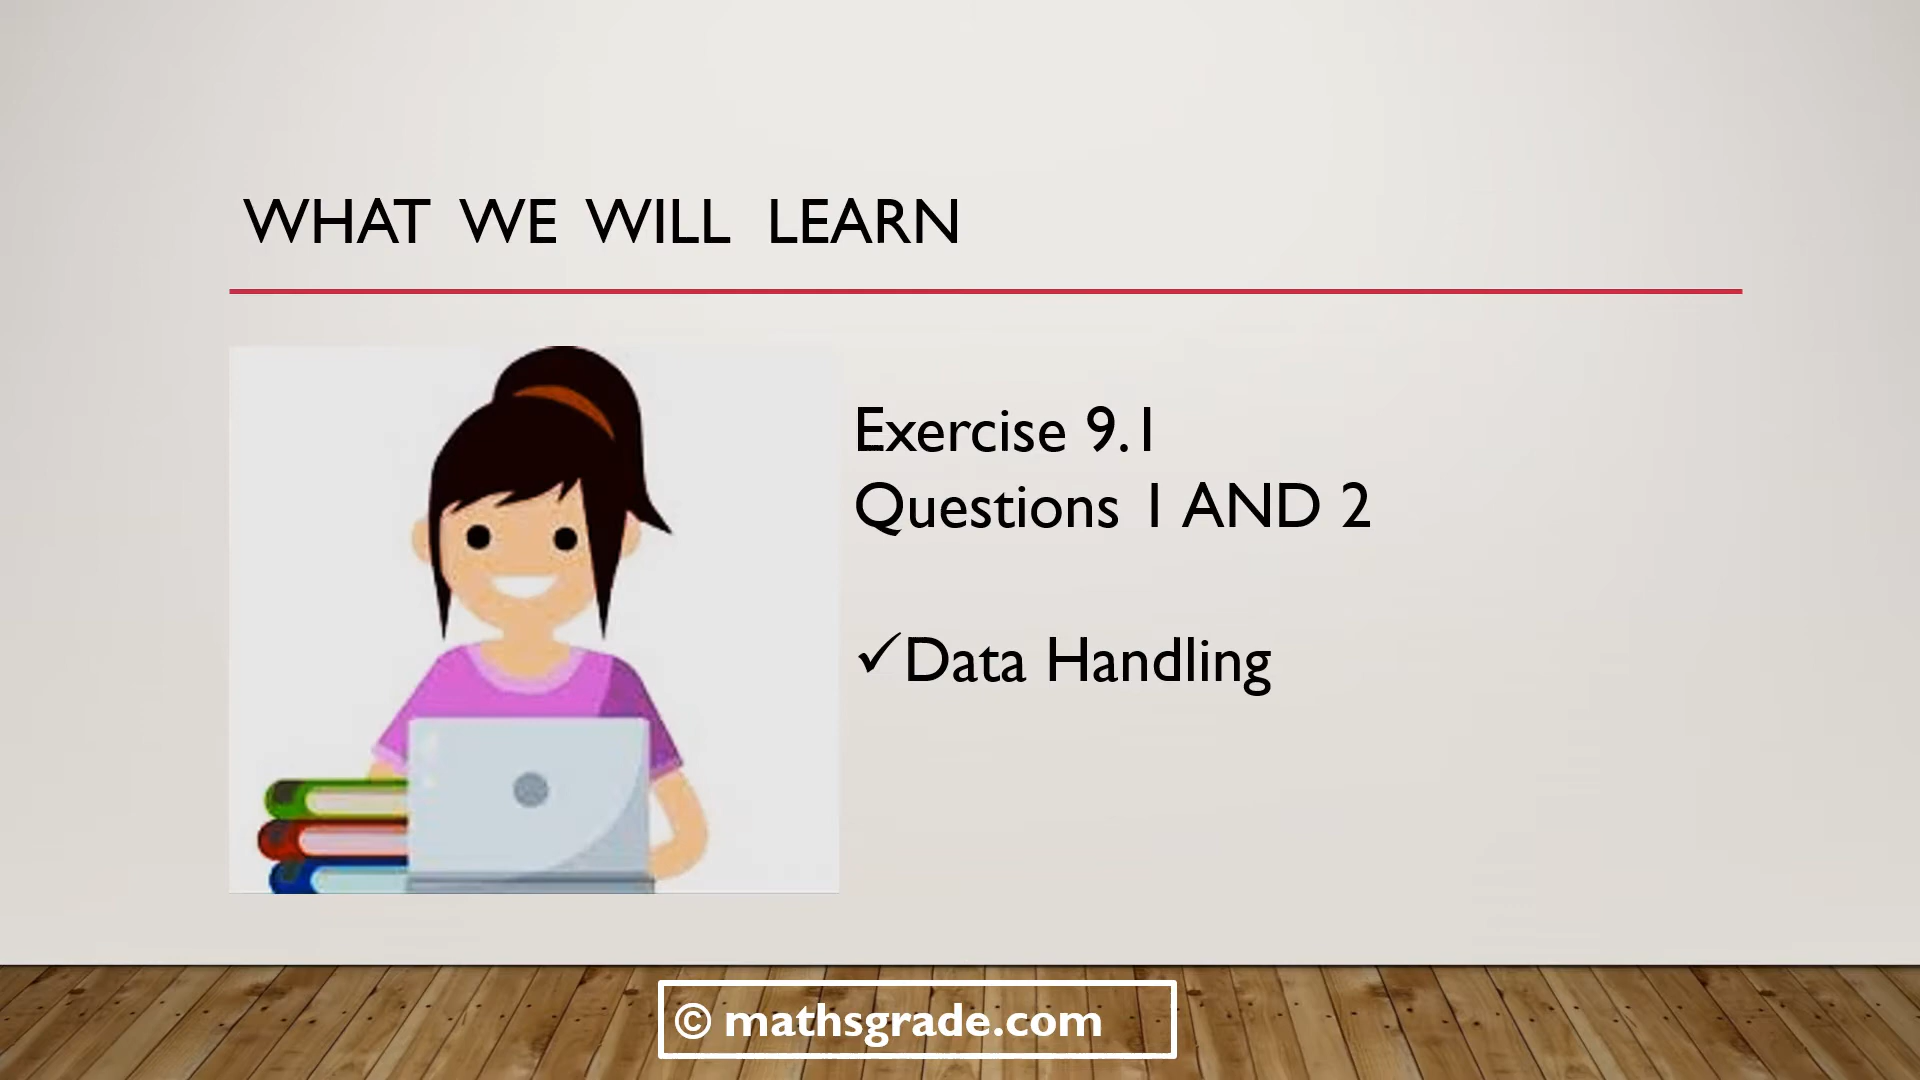 WHAT WE WILL LEARN
Exercise 9.1
Questions 1 AND 2
✓Data Handling
© mathsgrade.com